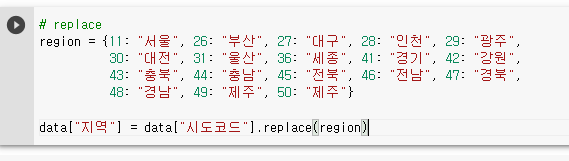 # replace
region = {11: "서울", 26: "부산", 27: "대구", 28: "인천", 29: "광주",
30: "대전", 31: "울산", 36: "세종", 41: "경기", 42: "강원",
43: "충북", 44: "충남", 45: "전북", 46: "전남", 47: "경북",
48: "경남", 49: "제주", 50: "제주"}
data["지역"] = data["시도코드"].replace(region)